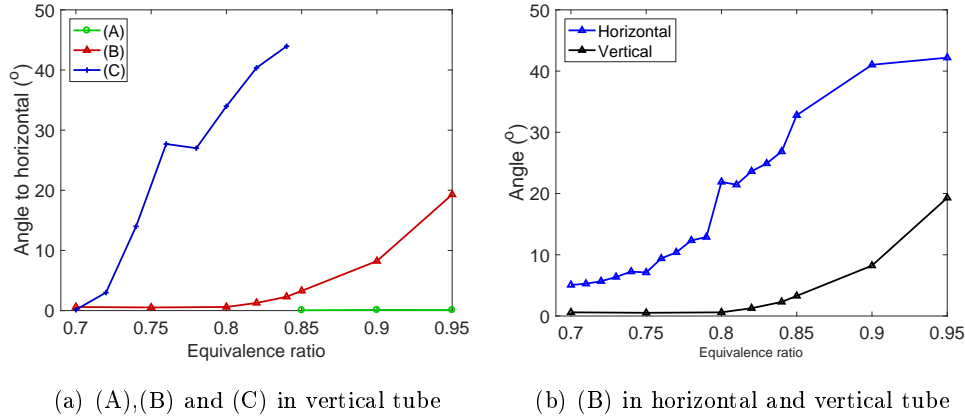 50
40
30
20
10
0
Angle to horizontal (°)
(A)
(B)
(C)
0.7 0.75 0.8 0.85 0.9 0.95
Equivalence ratio
(a) (A),(B) and (C) in vertical tube
50
40
30
20
10
0
Angle (°)
Horizontal
Vertical
0.7 0.75 0.8 0.85 0.9 0.95
Equivalence ratio
(b) (B) in horizontal and vertical tube